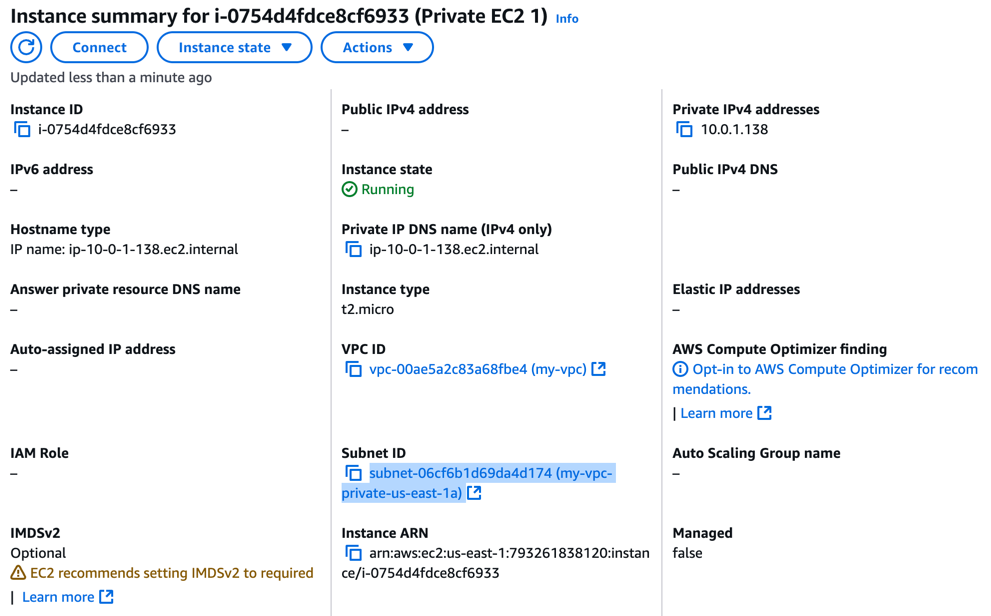 Instance summary for i-0754d4fdce8cf6933 (Private EC2 1) Info
Connect
Instance state
Actions
Updated less than a minute ago
Instance ID
i-0754d4fdce8cf6933
Public IPv4 address
–
Private IPv4 addresses
10.0.1.138
IPv6 address
–
Instance state
Running
Public IPv4 DNS
–
Hostname type
IP name: ip-10-0-1-138.ec2.internal
Private IP DNS name (IPv4 only)
ip-10-0-1-138.ec2.internal
Answer private resource DNS name
–
Instance type
t2.micro
Elastic IP addresses
–
Auto-assigned IP address
–
VPC ID
vpc-00ae5a2c83a68fbe4 (my-vpc)
AWS Compute Optimizer finding
Opt-in to AWS Compute Optimizer for recom
mendations.
| Learn more
IAM Role
–
Subnet ID
subnet-06cf6b1d69da4d174 (my-vpc-
private-us-east-1a)
Auto Scaling Group name
–
IMDSv2
Optional
EC2 recommends setting IMDSv2 to required
| Learn more
Instance ARN
arn:aws:ec2:us-east-1:793261838120:instan
ce/i-0754d4fdce8cf6933
Managed
false